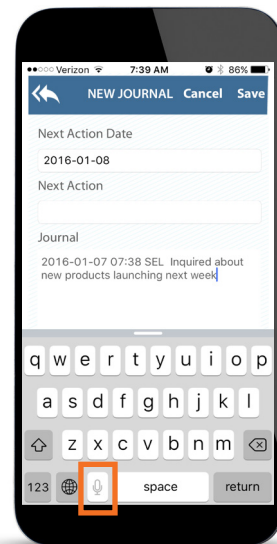 Verizon 7:39 AM 86%
NEW JOURNAL Cancel Save
Next Action Date
2016-01-08
Next Action
Journal
2016-01-07 07:38 SEL Inquired about
new products launching next week
q w e r t y u i o p
a s d f g h j k l
z x c v b n m
123 space return